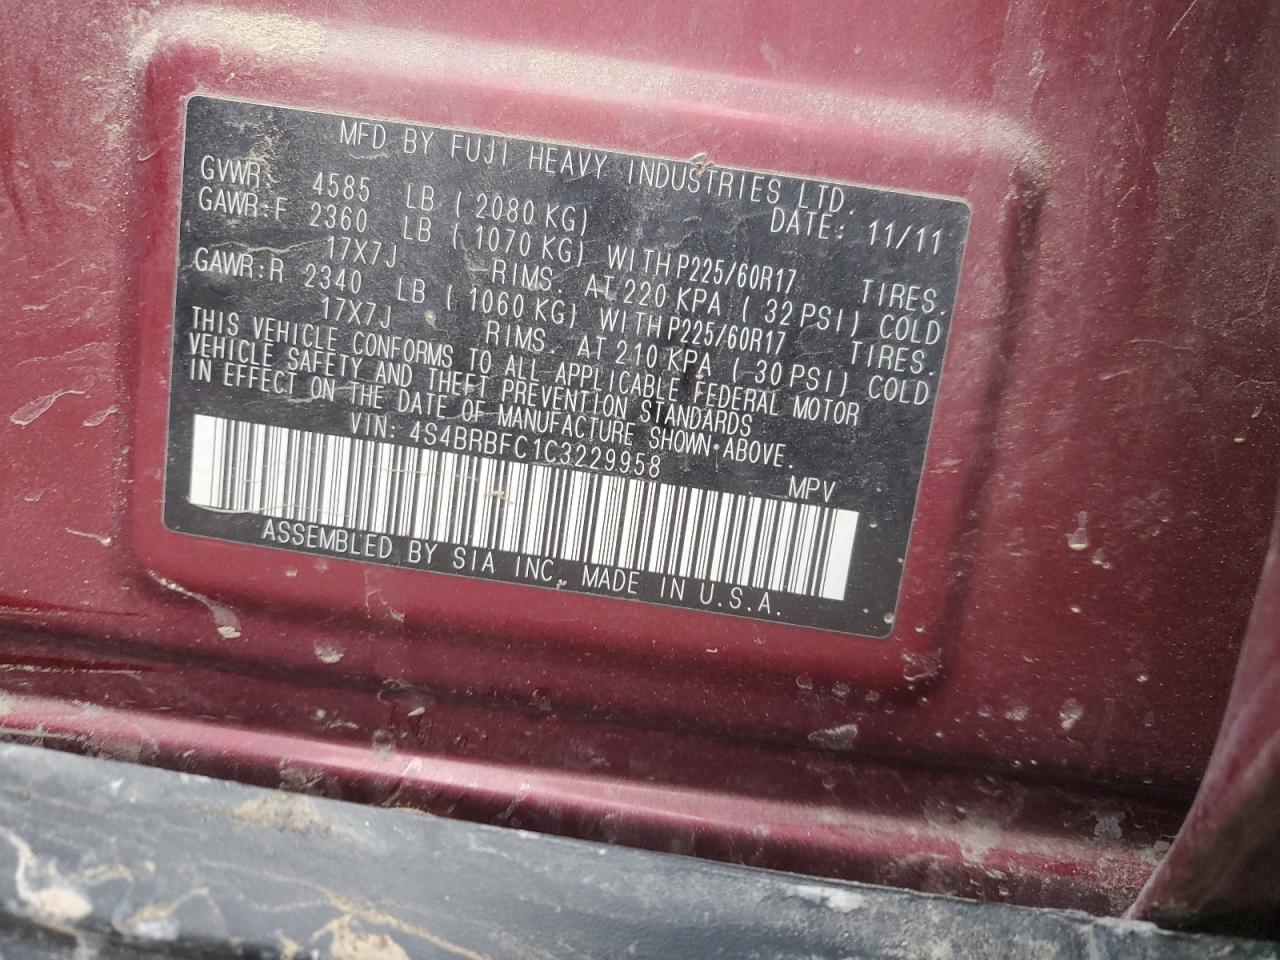 MFD BY FUJI HEAVY INDUSTRIES LTD.
GVWR: 4585 LB (2080 KG) DATE: 11/11
GAWR:F 2360 LB (1070 KG) WITH P225/60R17 TIRES.
17X7J RIMS. AT 220 KPA (32 PSI) COLD
GAWR:R 2340 LB (1060 KG) WITH P225/60R17 TIRES.
17X7J RIMS. AT 210 KPA (30 PSI) COLD
THIS VEHICLE CONFORMS TO ALL APPLICABLE FEDERAL MOTOR
VEHICLE SAFETY AND THEFT PREVENTION STANDARDS
IN EFFECT ON THE DATE OF MANUFACTURE SHOWN ABOVE.
VIN: 4S4BRBFC1C3229958 MPV
ASSEMBLED BY SIA INC. MADE IN U.S.A.